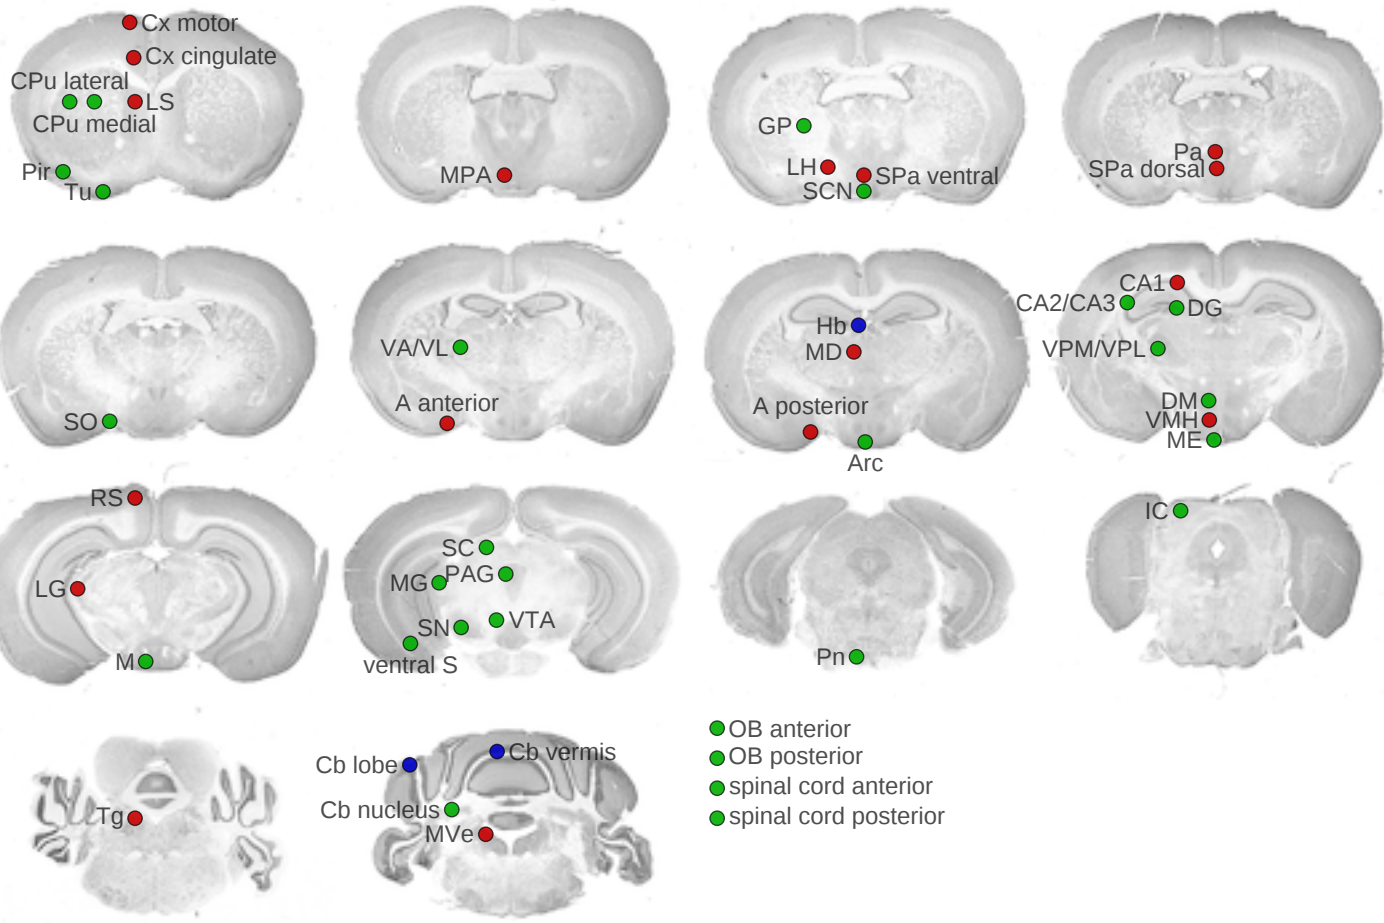 Cx motor
Cx cingulate
CPu lateral
LS
CPu medial
Pir
Tu
MPA
GP
LH
SPa ventral
SCN
Pa
SPa dorsal
SO
VA/VL
A anterior
Hb
MD
A posterior
Arc
CA1
CA2/CA3
DG
VPM/VPL
DM
VMH
ME
RS
LG
M
SC
MG
PAG
SN
VTA
ventral S
Pn
IC
Tg
Cb lobe
Cb vermis
Cb nucleus
MVe
OB anterior
OB posterior
spinal cord anterior
spinal cord posterior